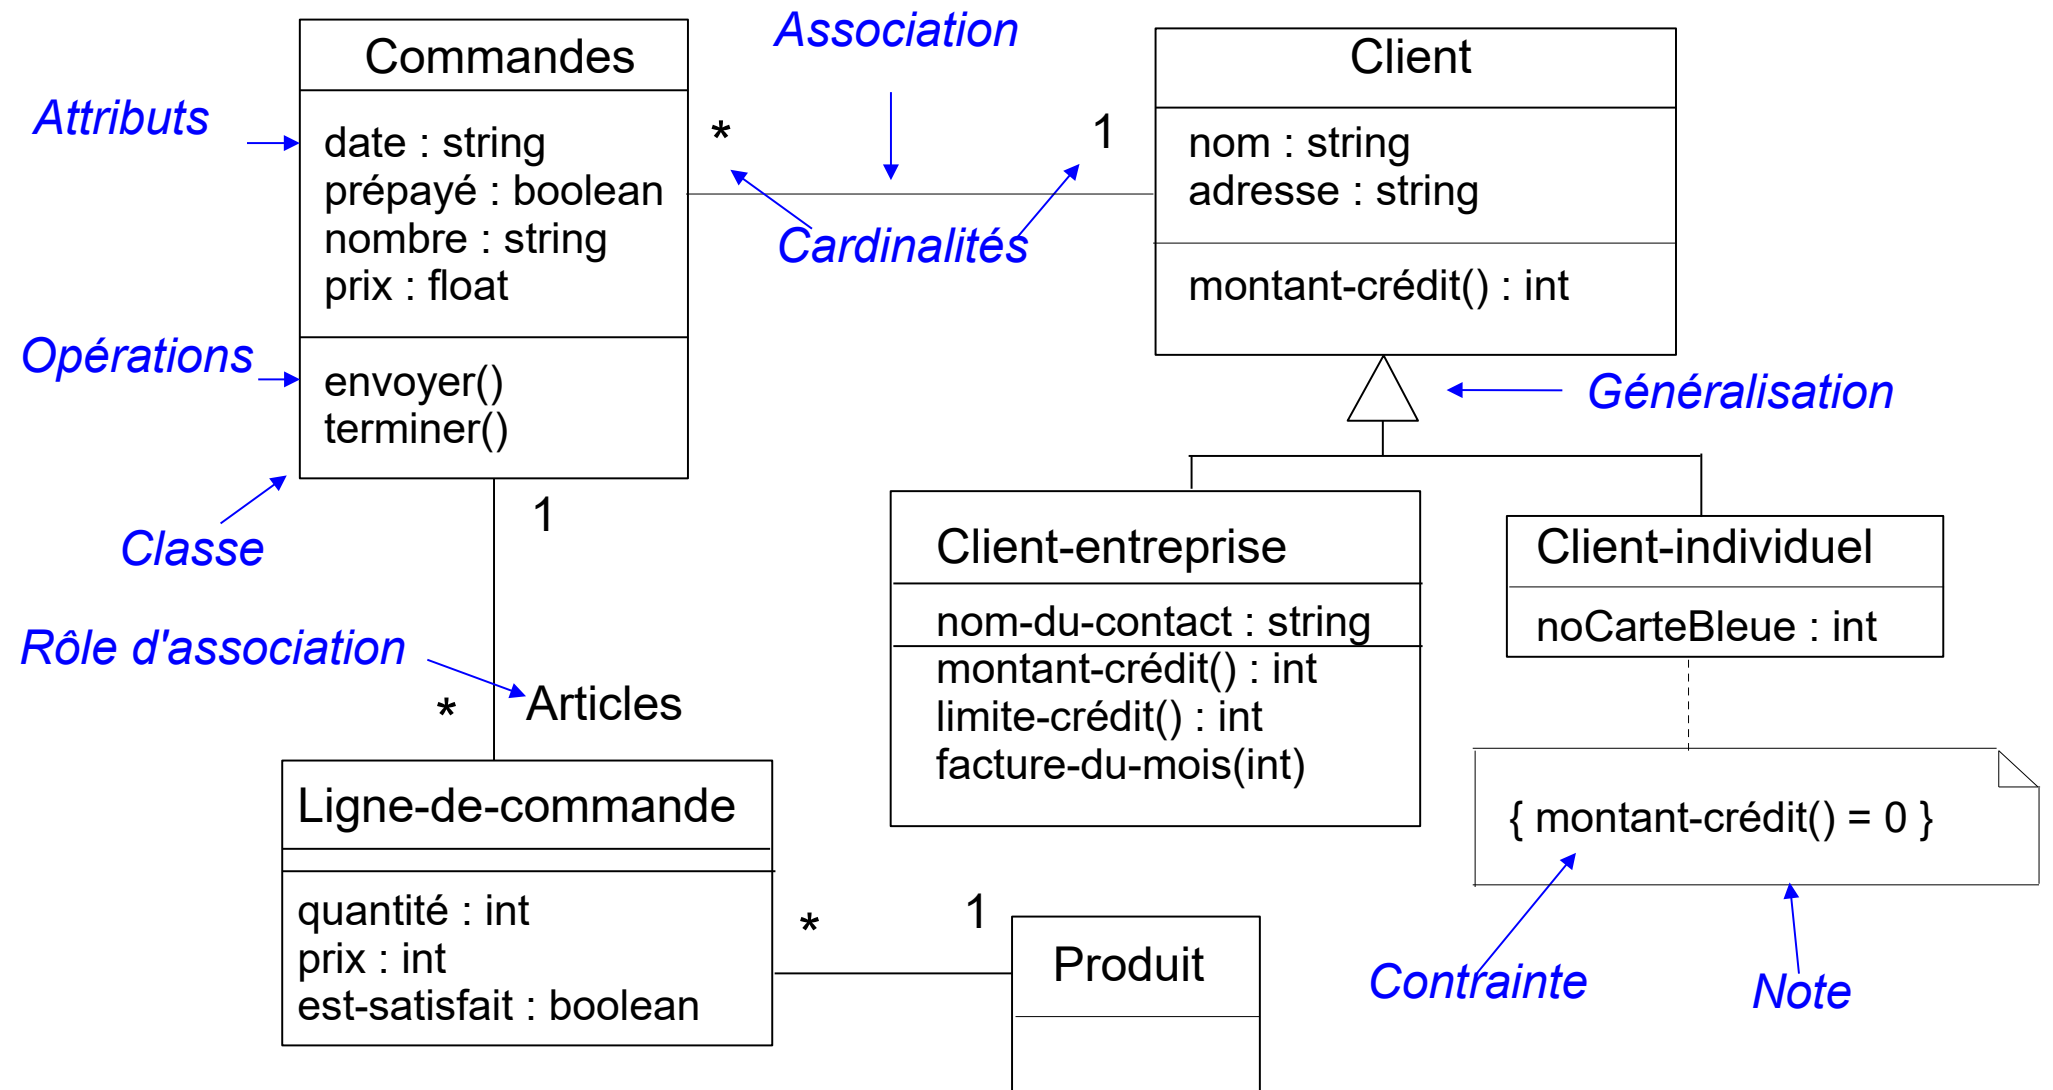 Association
Commandes
Client
Attributs
date : string
prépayé : boolean
nombre : string
prix : float
*
1
nom : string
adresse : string
Cardinalités
montant-crédit() : int
Opérations
envoyer()
terminer()
Généralisation
1
Classe
Client-entreprise
Client-individuel
nom-du-contact : string
montant-crédit() : int
limite-crédit() : int
facture-du-mois(int)
noCarteBleue : int
Rôle d'association
*
Articles
Ligne-de-commande
{ montant-crédit() = 0 }
quantité : int
prix : int
est-satisfait : boolean
*
1
Produit
Contrainte
Note